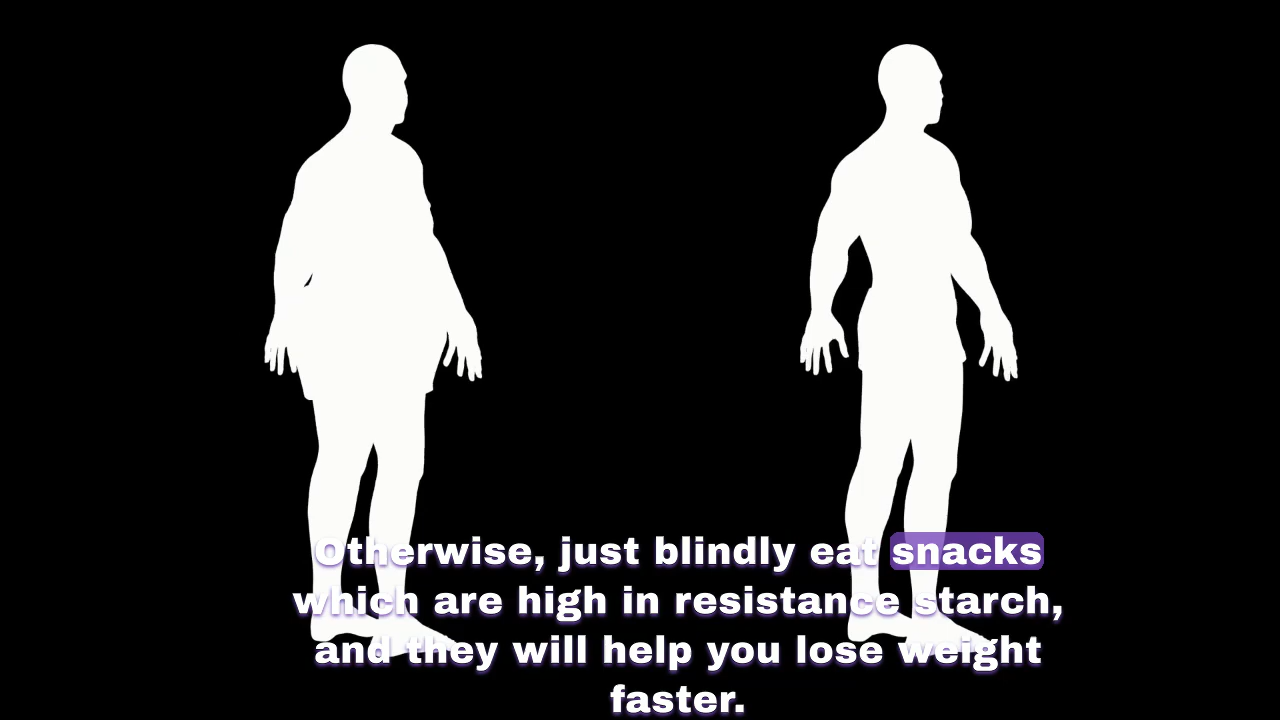 Otherwise, just blindly eat snacks
which are high in resistance starch,
and they will help you lose weight
faster.